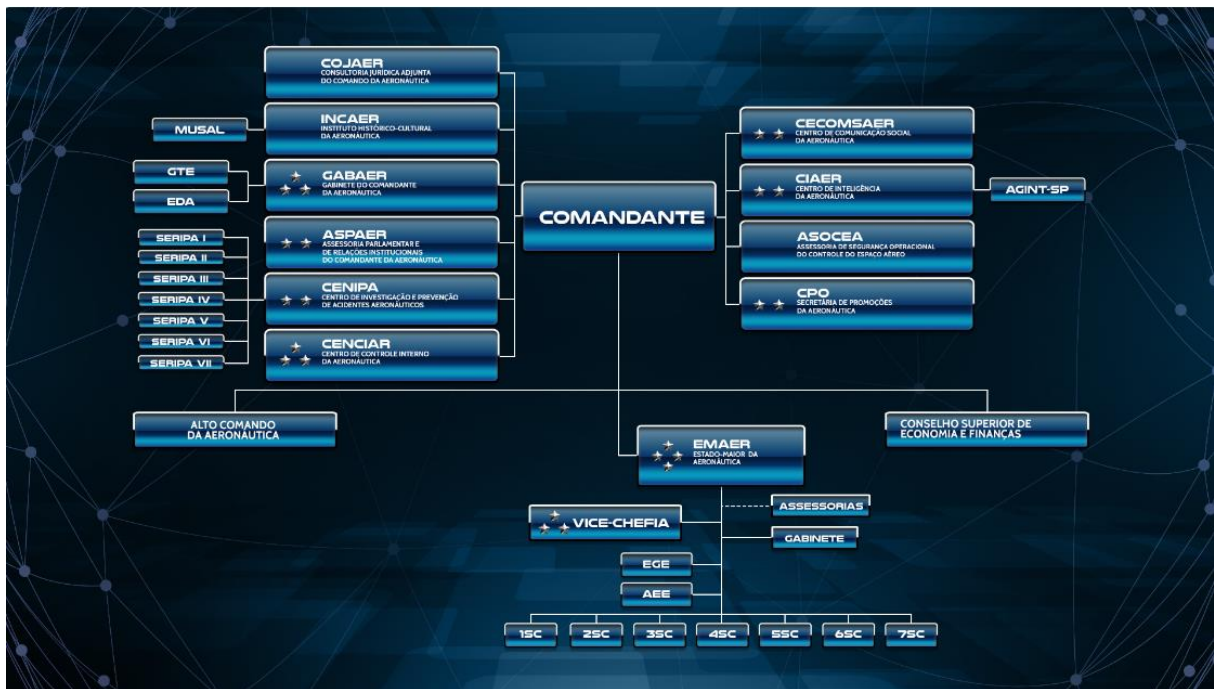 COJAER
CONSULTORIA JURÍDICA ADJUNTA
DO COMANDO DA AERONÁUTICA
MUSAL
INCAER
INSTITUTO HISTÓRICO-CULTURAL
DA AERONÁUTICA
GTE
EDA
GABAER
GABINETE DO COMANDANTE
DA AERONÁUTICA
ASPAER
ASSESSORIA PARLAMENTAR E
DE RELAÇÕES INSTITUCIONAIS
DO COMANDANTE DA AERONÁUTICA
SERIPA I
SERIPA II
SERIPA III
SERIPA IV
SERIPA V
SERIPA VI
SERIPA VII
CENIPA
CENTRO DE INVESTIGAÇÃO E PREVENÇÃO
DE ACIDENTES AERONÁUTICOS
CENCIAR
CENTRO DE CONTROLE INTERNO
DA AERONÁUTICA
COMANDANTE
CECOMSAER
CENTRO DE COMUNICAÇÃO SOCIAL
DA AERONÁUTICA
CIAER
CENTRO DE INTELIGÊNCIA
DA AERONÁUTICA
AGINT-SP
ASOCEA
ASSESSORIA DE SEGURANÇA OPERACIONAL
DO CONTROLE DO ESPAÇO AÉREO
CPO
SECRETÁRIA DE PROMOÇÕES
DA AERONÁUTICA
ALTO COMANDO
DA AERONÁUTICA
CONSELHO SUPERIOR DE
ECONOMIA E FINANÇAS
EMAER
ESTADO-MAIOR DA
AERONÁUTICA
ASSESSORIAS
VICE-CHEFIA
GABINETE
EGE
AEE
1SC
2SC
3SC
4SC
5SC
6SC
7SC